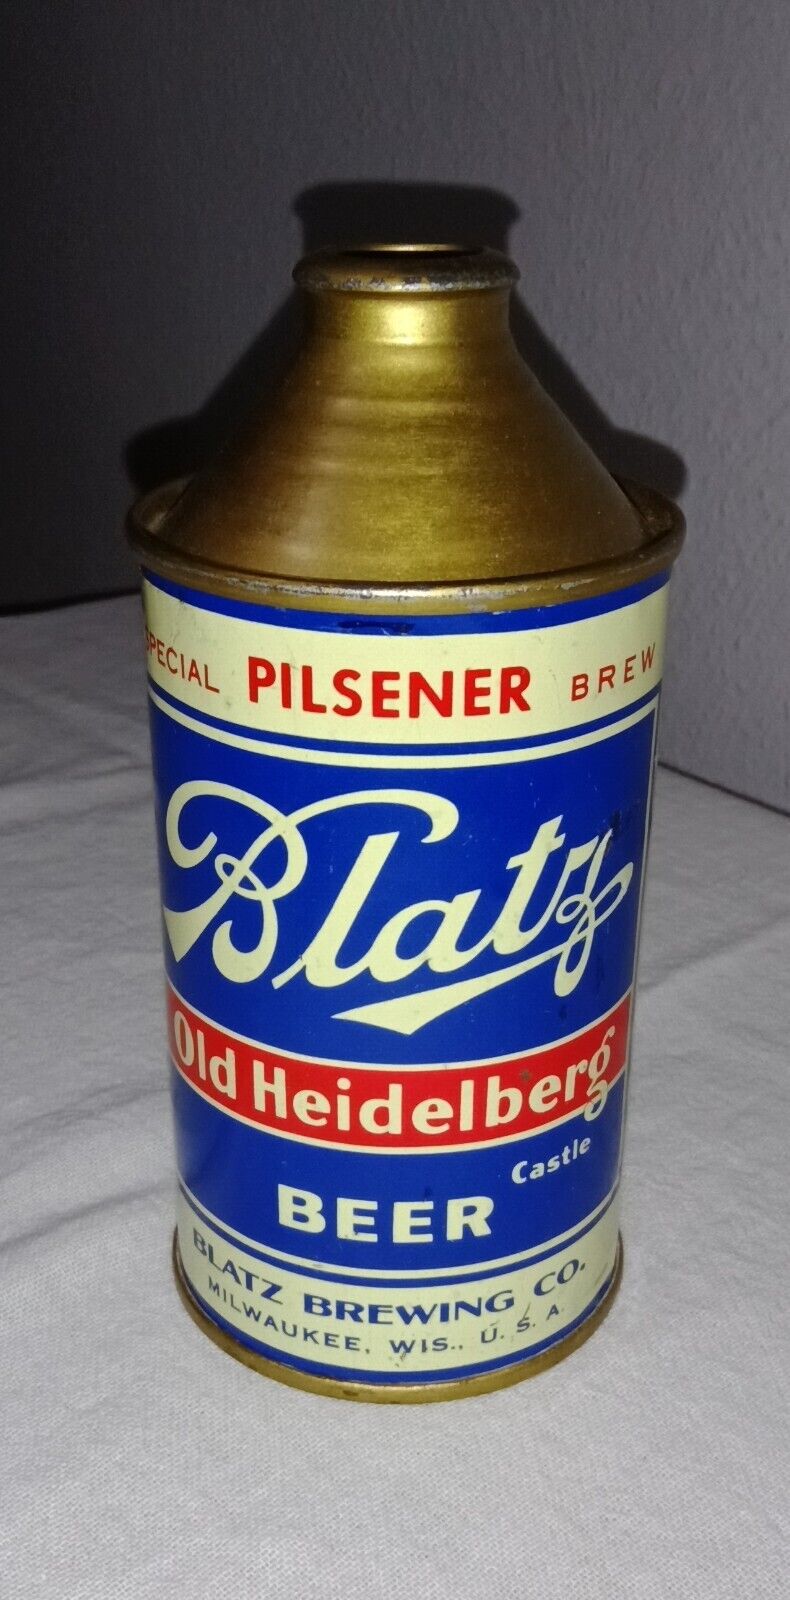 SPECIAL PILSENER BREW
Blatz
Old Heidelberg
Castle
BEER
BLATZ BREWING CO.
MILWAUKEE, WIS., U. S. A.